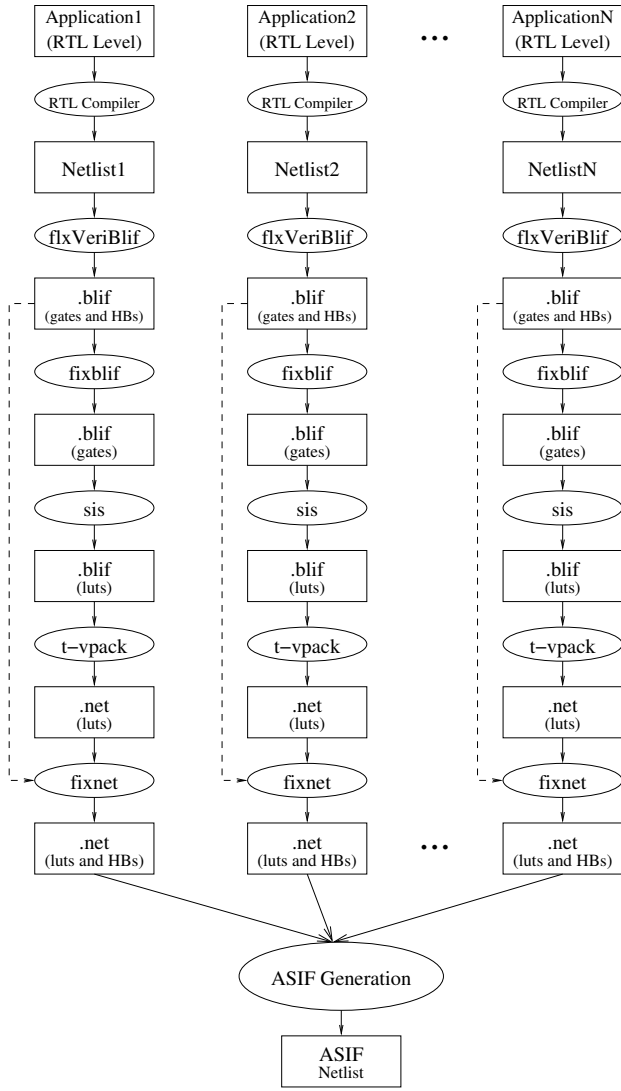 Application1
(RTL Level)
Application2
(RTL Level)
...
ApplicationN
(RTL Level)
RTL Compiler
RTL Compiler
RTL Compiler
Netlist1
Netlist2
NetlistN
flxVeriBlif
flxVeriBlif
flxVeriBlif
.blif
(gates and HBs)
.blif
(gates and HBs)
.blif
(gates and HBs)
fixblif
fixblif
fixblif
.blif
(gates)
.blif
(gates)
.blif
(gates)
sis
sis
sis
.blif
(luts)
.blif
(luts)
.blif
(luts)
t−vpack
t−vpack
t−vpack
.net
(luts)
.net
(luts)
.net
(luts)
fixnet
fixnet
fixnet
.net
(luts and HBs)
.net
(luts and HBs)
...
.net
(luts and HBs)
ASIF Generation
ASIF
Netlist